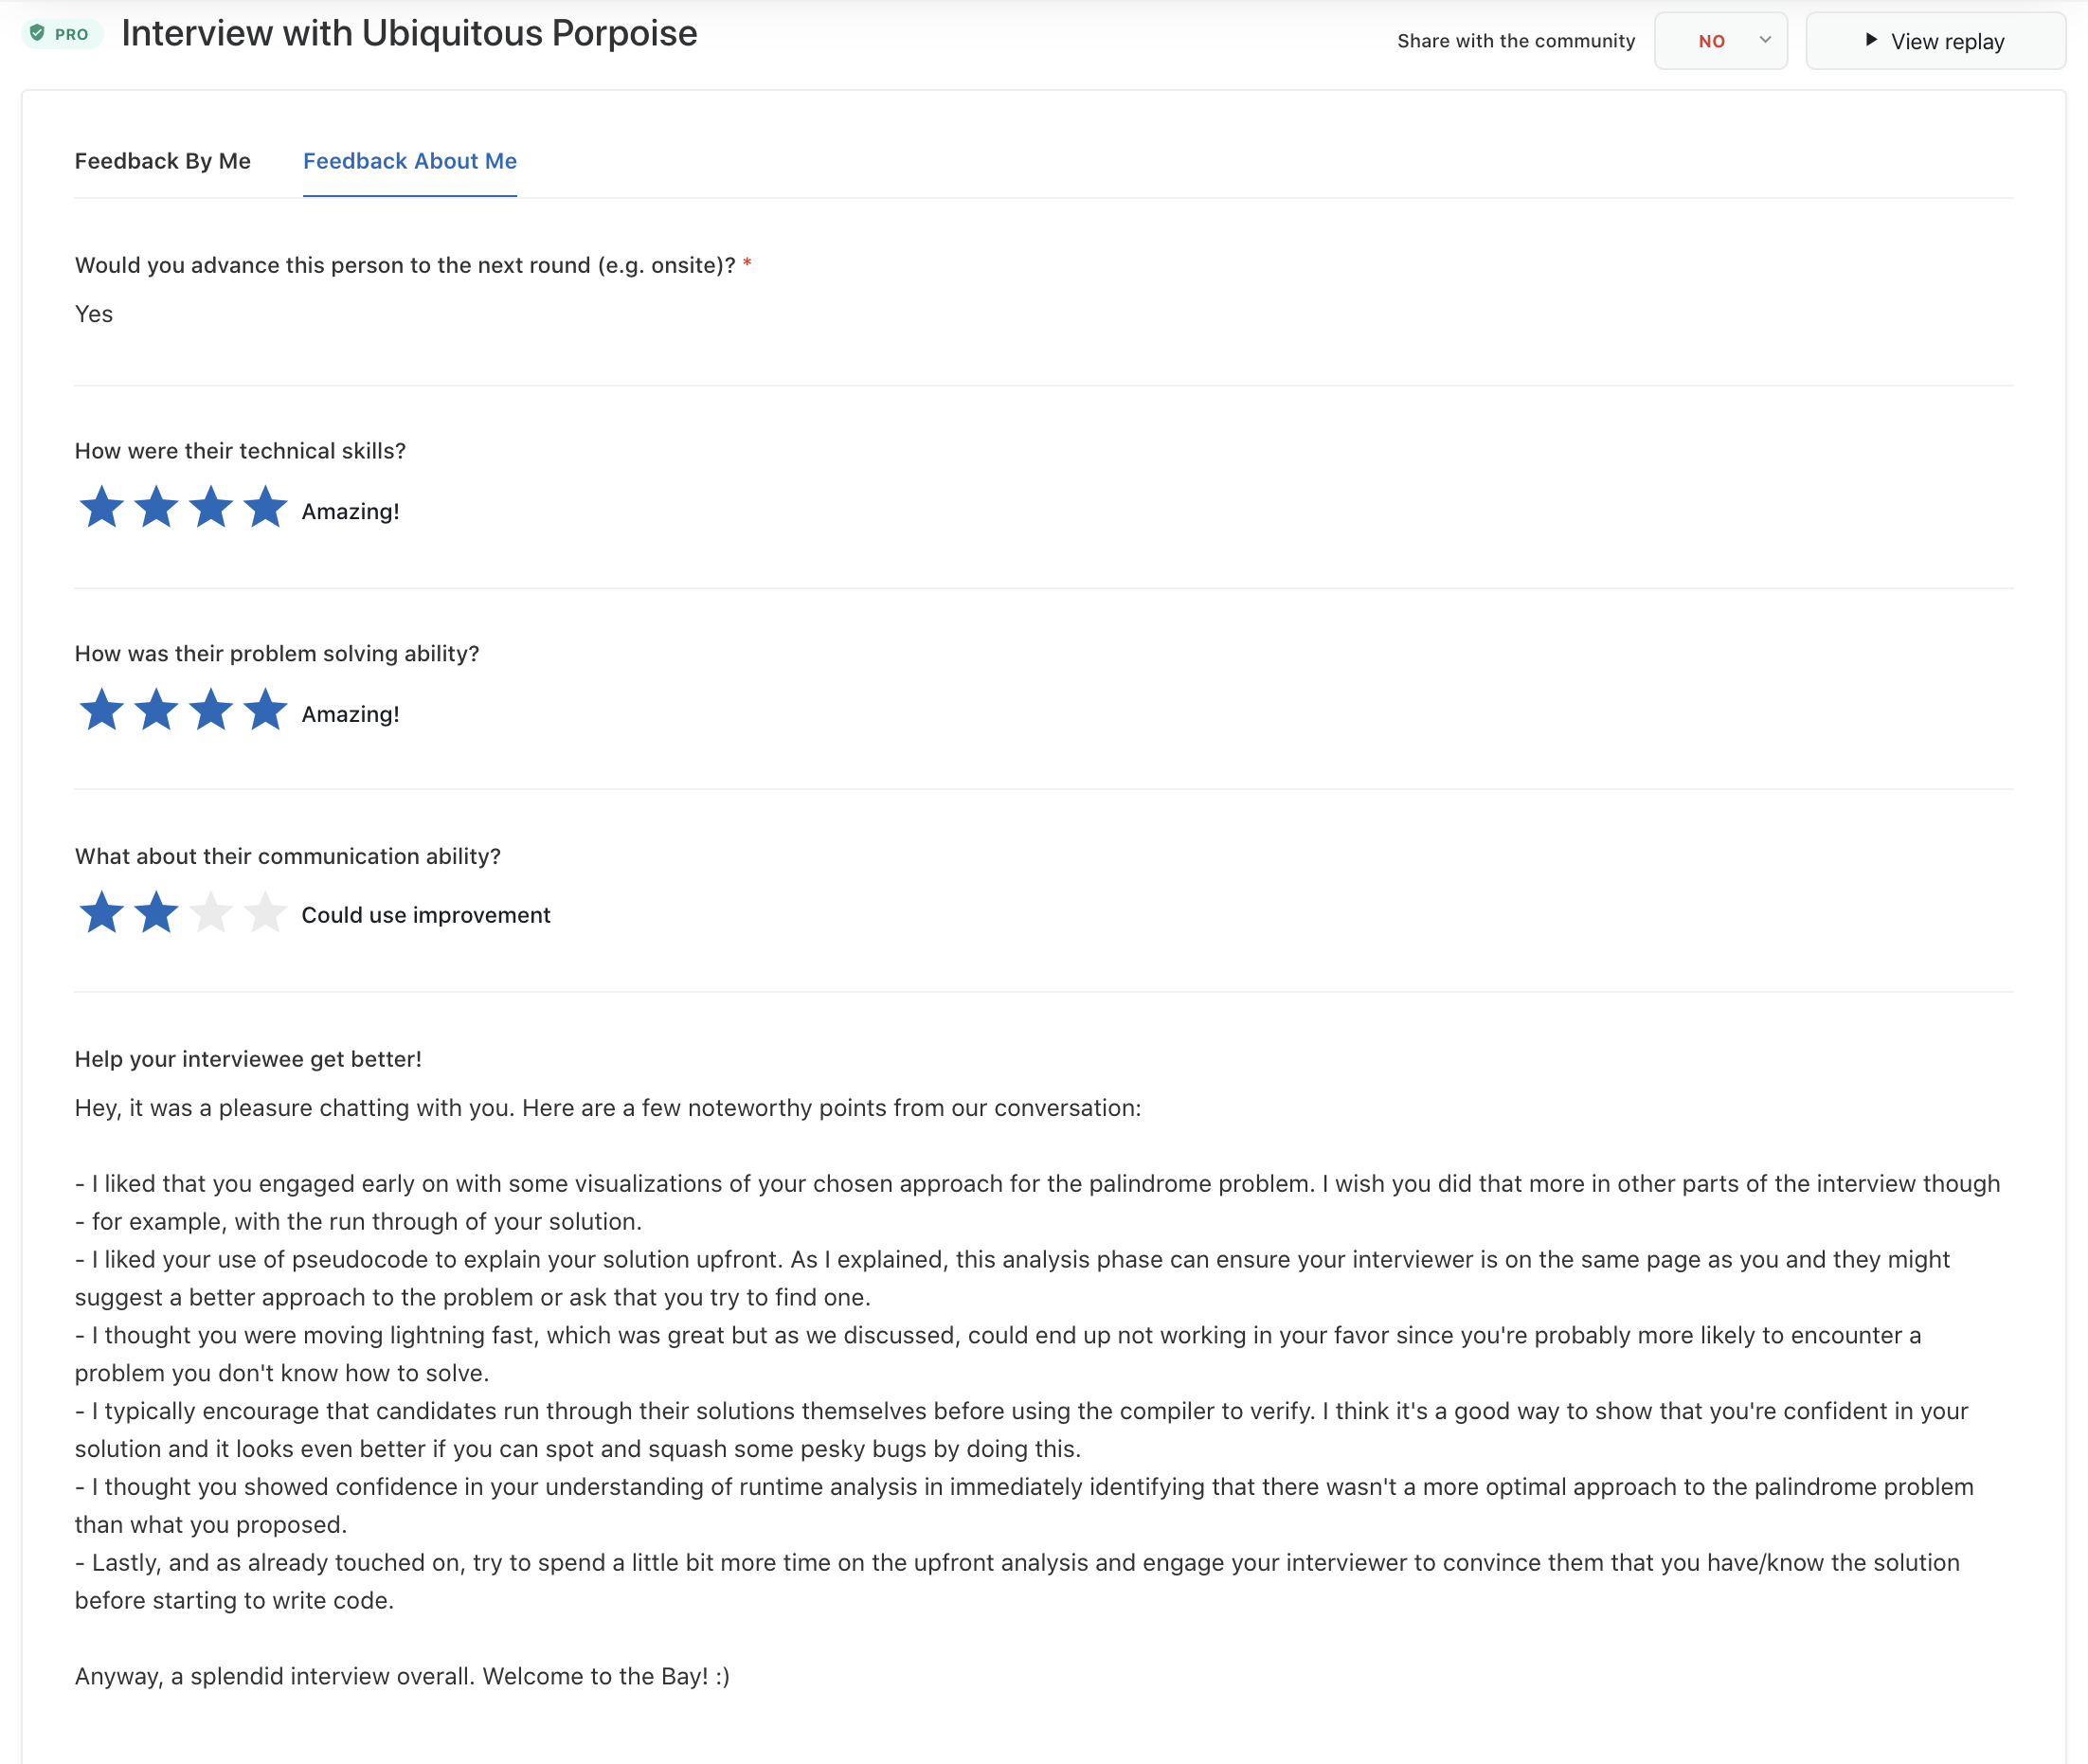 PRO Interview with Ubiquitous Porpoise
Share with the community NO View replay
Feedback By Me Feedback About Me
Would you advance this person to the next round (e.g. onsite)? *
Yes
How were their technical skills?
Amazing!
How was their problem solving ability?
Amazing!
What about their communication ability?
Could use improvement
Help your interviewee get better!
Hey, it was a pleasure chatting with you. Here are a few noteworthy points from our conversation:
- I liked that you engaged early on with some visualizations of your chosen approach for the palindrome problem. I wish you did that more in other parts of the interview though
- for example, with the run through of your solution.
- I liked your use of pseudocode to explain your solution upfront. As I explained, this analysis phase can ensure your interviewer is on the same page as you and they might
suggest a better approach to the problem or ask that you try to find one.
- I thought you were moving lightning fast, which was great but as we discussed, could end up not working in your favor since you're probably more likely to encounter a
problem you don't know how to solve.
- I typically encourage that candidates run through their solutions themselves before using the compiler to verify. I think it's a good way to show that you're confident in your
solution and it looks even better if you can spot and squash some pesky bugs by doing this.
- I thought you showed confidence in your understanding of runtime analysis in immediately identifying that there wasn't a more optimal approach to the palindrome problem
than what you proposed.
- Lastly, and as already touched on, try to spend a little bit more time on the upfront analysis and engage your interviewer to convince them that you have/know the solution
before starting to write code.
Anyway, a splendid interview overall. Welcome to the Bay! :)